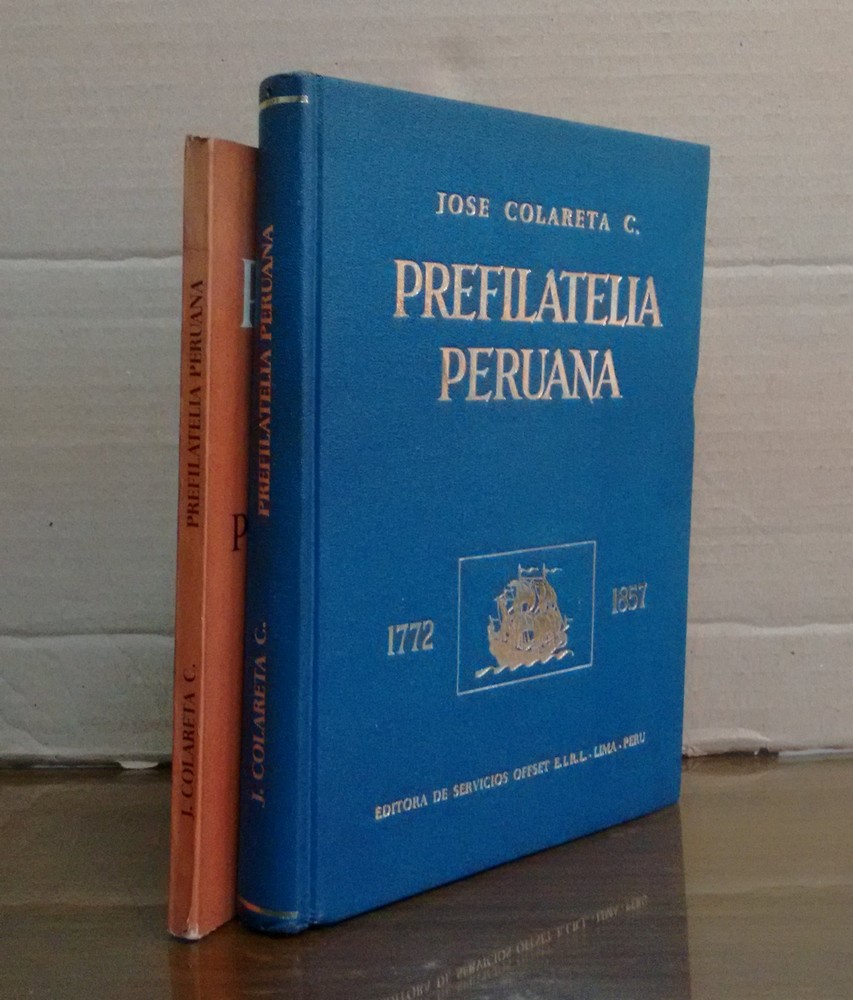 J. COLARETA C. PREFILATELIA PERUANA
P
P
J. COLARETA C. PREFILATELIA PERUANA
JOSE COLARETA C.
PREFILATELIA
PERUANA
1772 1857
EDITORA DE SERVICIOS OFFSET E.I.R.L. - LIMA - PERU